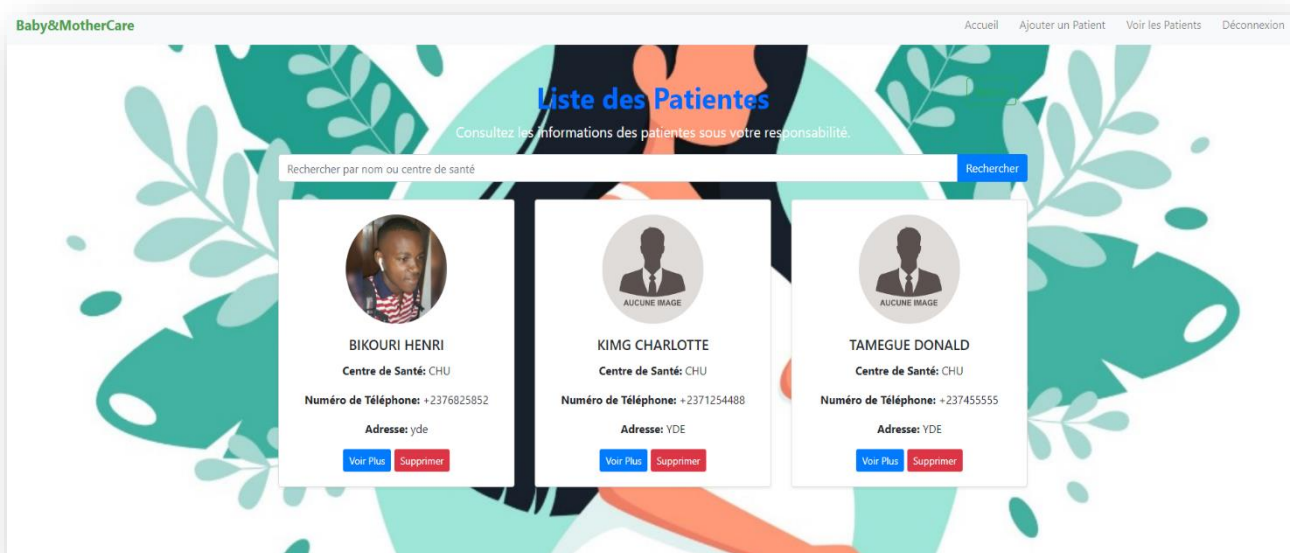 Baby&MotherCare
Accueil Ajouter un Patient Voir les Patients Déconnexion
Liste des Patientes
Consultez les informations des patientes sous votre responsabilité.
Rechercher par nom ou centre de santé Rechercher
AUCUNE IMAGE AUCUNE IMAGE
BIKOURI HENRI KIMG CHARLOTTE TAMEGUE DONALD
Centre de Santé: CHU Centre de Santé: CHU Centre de Santé: CHU
Numéro de Téléphone: +2376825852 Numéro de Téléphone: +2371254488 Numéro de Téléphone: +237455555
Adresse: yde Adresse: YDE Adresse: YDE
Voir Plus Supprimer Voir Plus Supprimer Voir Plus Supprimer